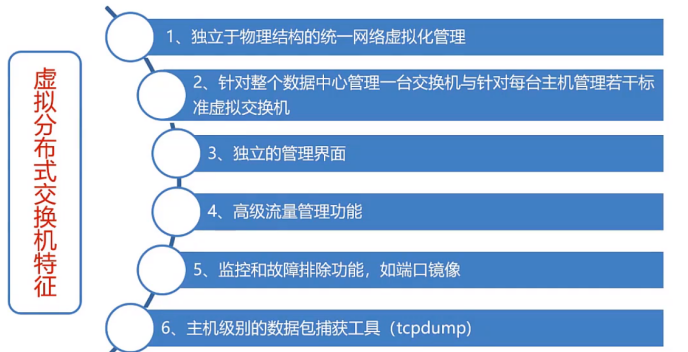 虚拟分布式交换机特征
1、独立于物理结构的统一网络虚拟化管理
2、针对整个数据中心管理一台交换机与针对每台主机管理若干标
准虚拟交换机
3、独立的管理界面
4、高级流量管理功能
5、监控和故障排除功能，如端口镜像
6、主机级别的数据包捕获工具（tcpdump）